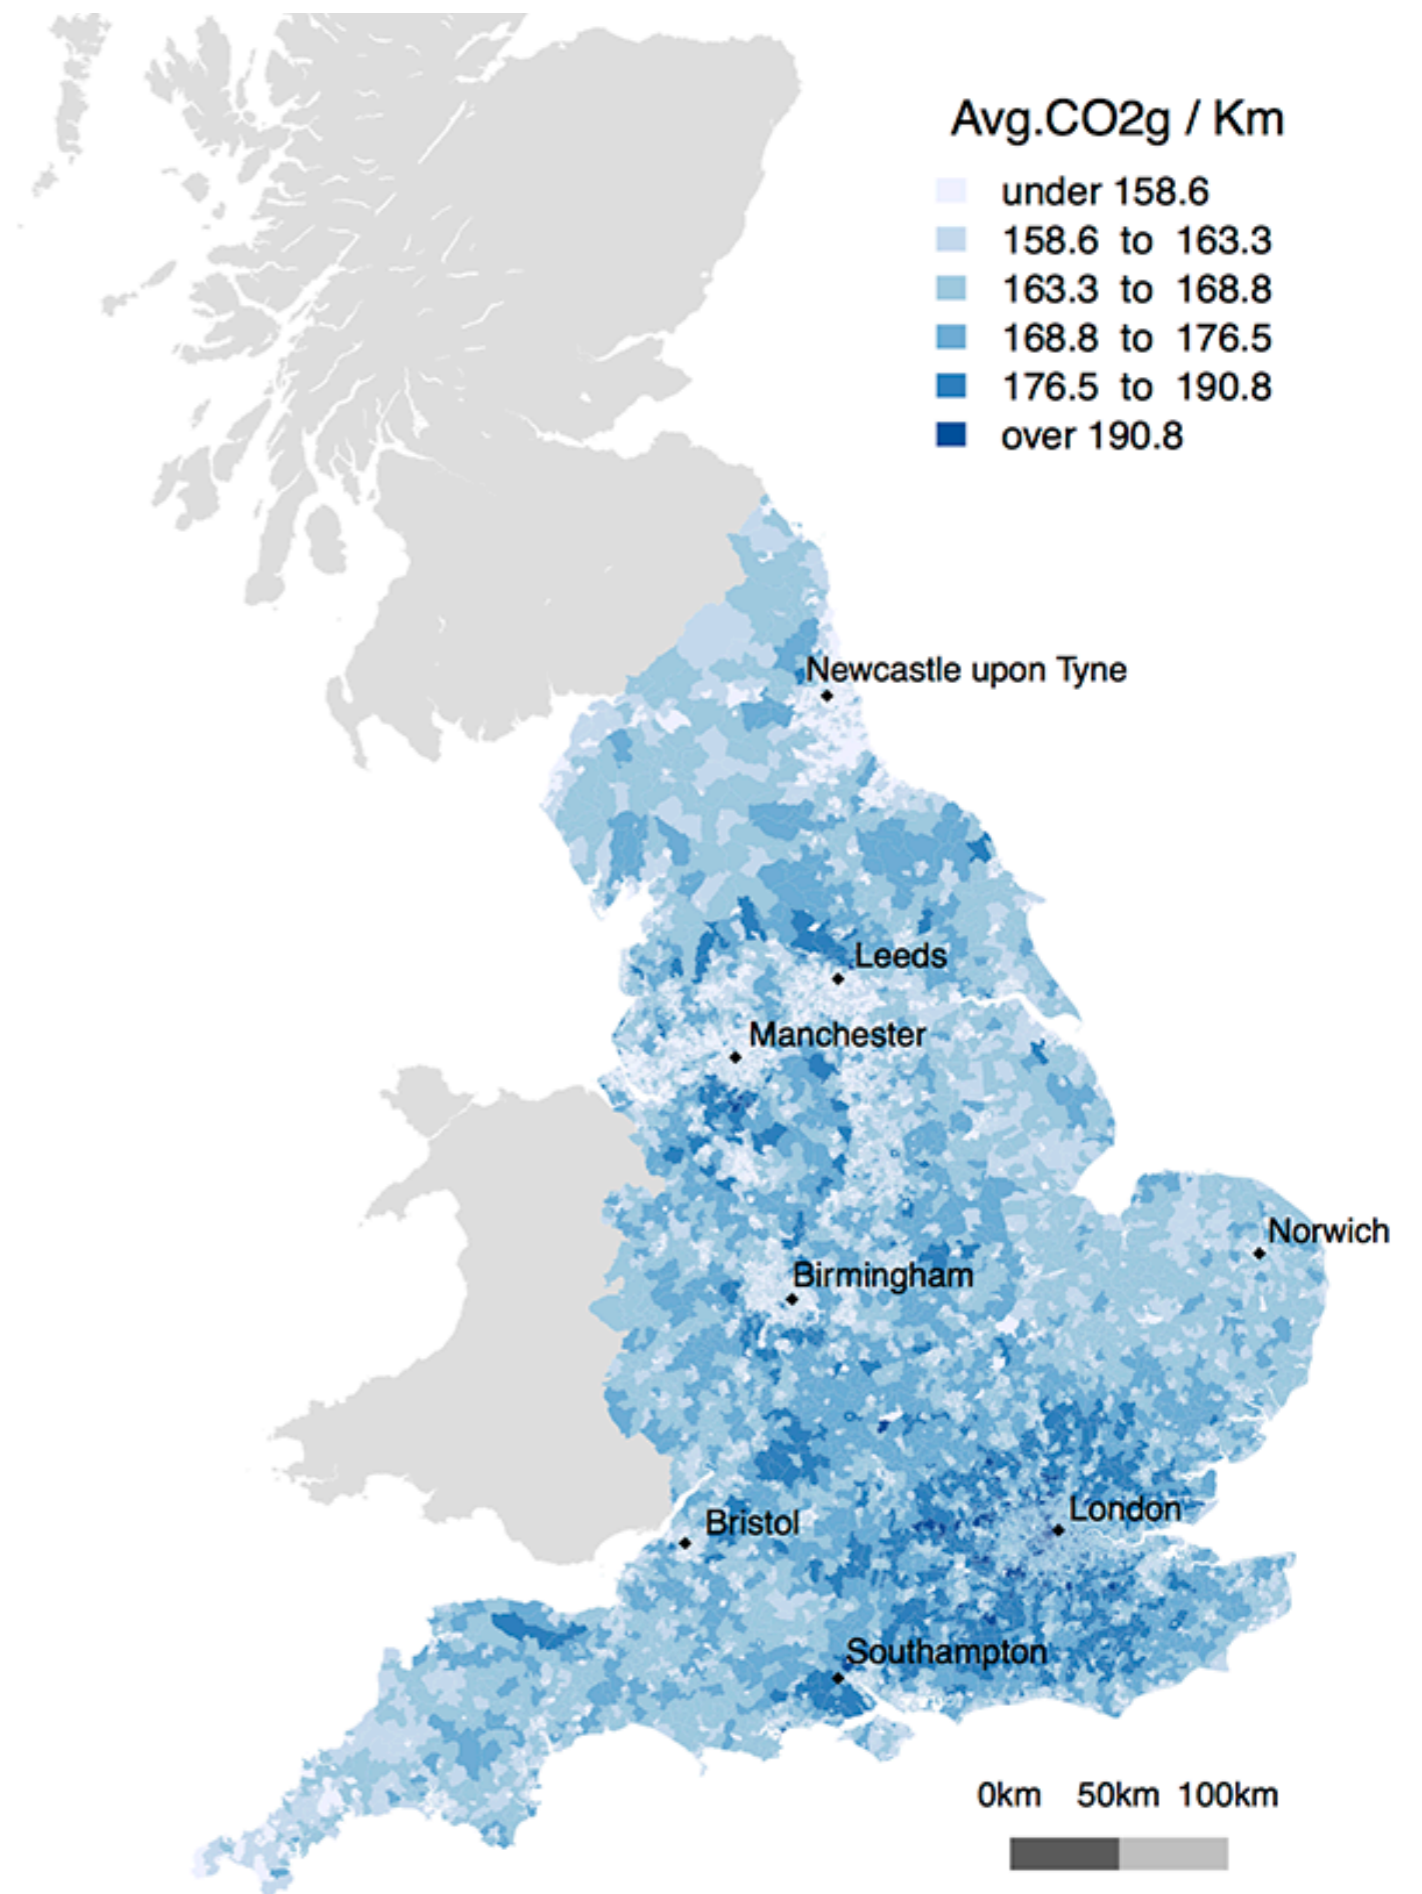 Avg.CO2g / Km
under 158.6
158.6 to 163.3
163.3 to 168.8
168.8 to 176.5
176.5 to 190.8
over 190.8
Newcastle upon Tyne
Leeds
Manchester
Norwich
Birmingham
London
Bristol
Southampton
0km 50km 100km